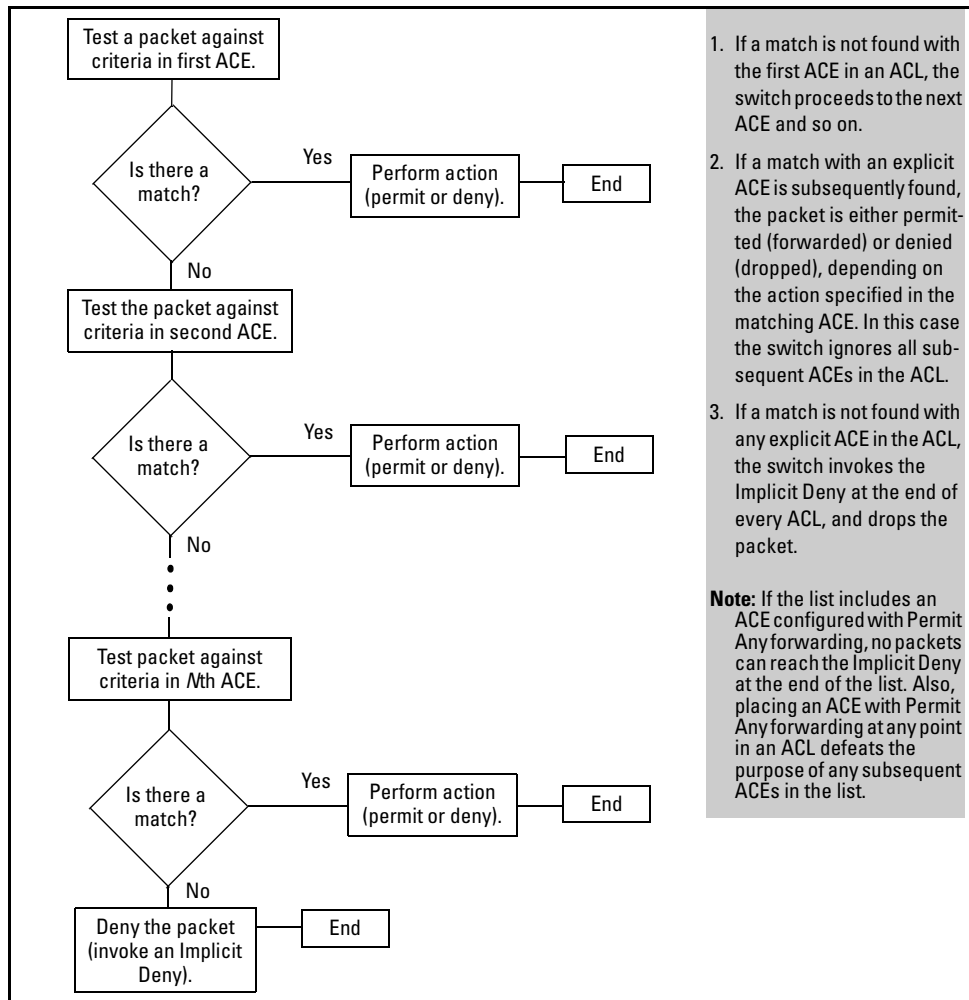 Test a packet against
criteria in first ACE.
Is there a
match?
Yes
Perform action
(permit or deny).
End
No
Test the packet against
criteria in second ACE.
Is there a
match?
Yes
Perform action
(permit or deny).
End
No
Test packet against
criteria in Nth ACE.
Is there a
match?
Yes
Perform action
(permit or deny).
End
No
Deny the packet
(invoke an Implicit
Deny).
End
1. If a match is not found with
the first ACE in an ACL, the
switch proceeds to the next
ACE and so on.
2. If a match with an explicit
ACE is subsequently found,
the packet is either permit-
ted (forwarded) or denied
(dropped), depending on
the action specified in the
matching ACE. In this case
the switch ignores all sub-
sequent ACEs in the ACL.
3. If a match is not found with
any explicit ACE in the ACL,
the switch invokes the
Implicit Deny at the end of
every ACL, and drops the
packet.
Note: If the list includes an
ACE configured with Permit
Any forwarding, no packets
can reach the Implicit Deny
at the end of the list. Also,
placing an ACE with Permit
Any forwarding at any point
in an ACL defeats the
purpose of any subsequent
ACEs in the list.